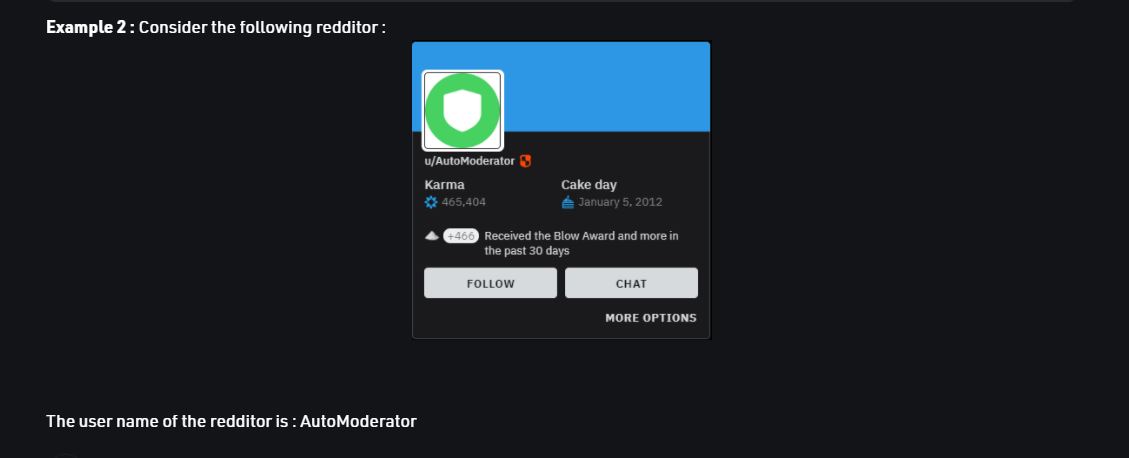 Example 2 : Consider the following redditor :
u/AutoModerator
Karma
465,404
Cake day
January 5, 2012
+466 Received the Blow Award and more in
the past 30 days
FOLLOW
CHAT
MORE OPTIONS
The user name of the redditor is : AutoModerator